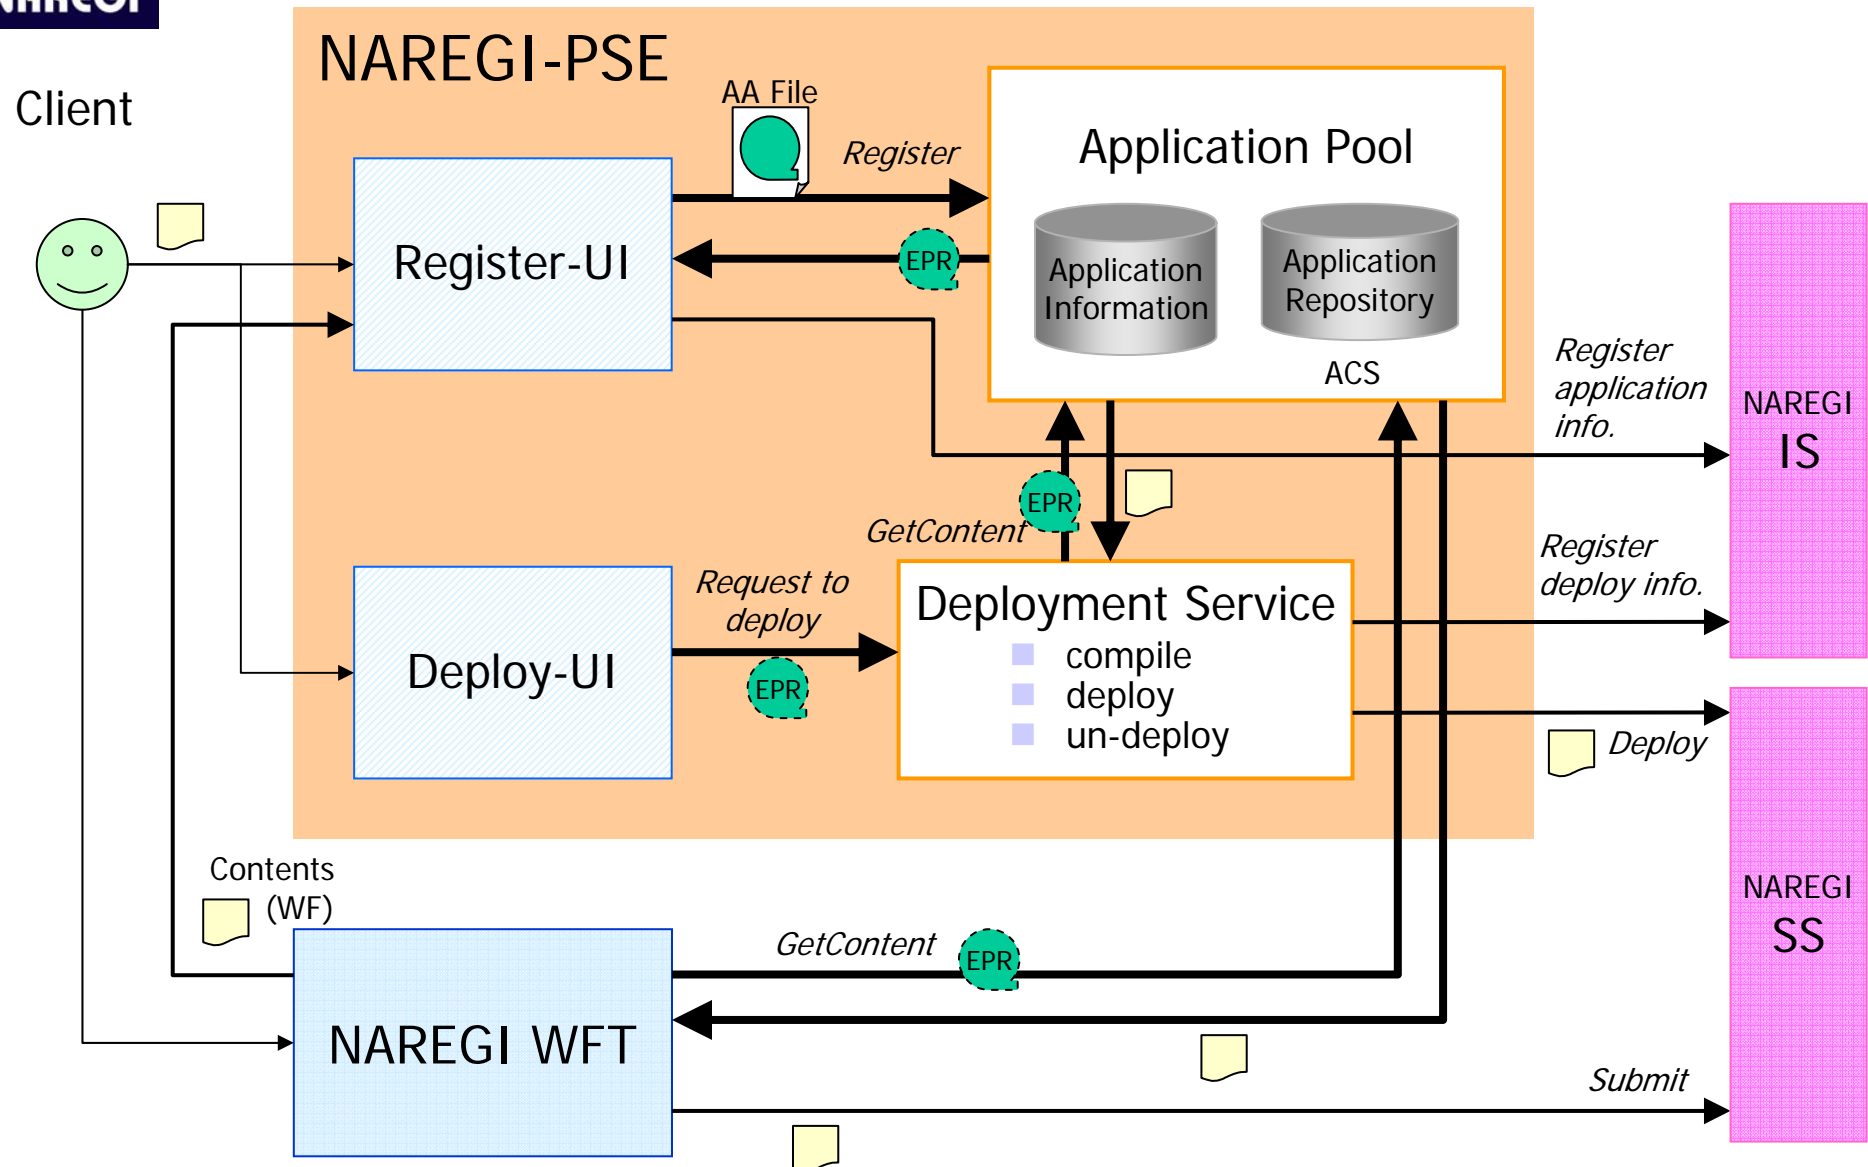 NAREGI-PSE
Client
AA File
Register
Application Pool
Register-UI
EPR
Application
Information
Application
Repository
ACS
Register
application
info.
NAREGI
IS
EPR
GetContent
Register
deploy info.
Request to
deploy
Deployment Service
compile
deploy
un-deploy
Deploy-UI
EPR
Deploy
Contents
(WF)
NAREGI
SS
GetContent
EPR
NAREGI WFT
Submit